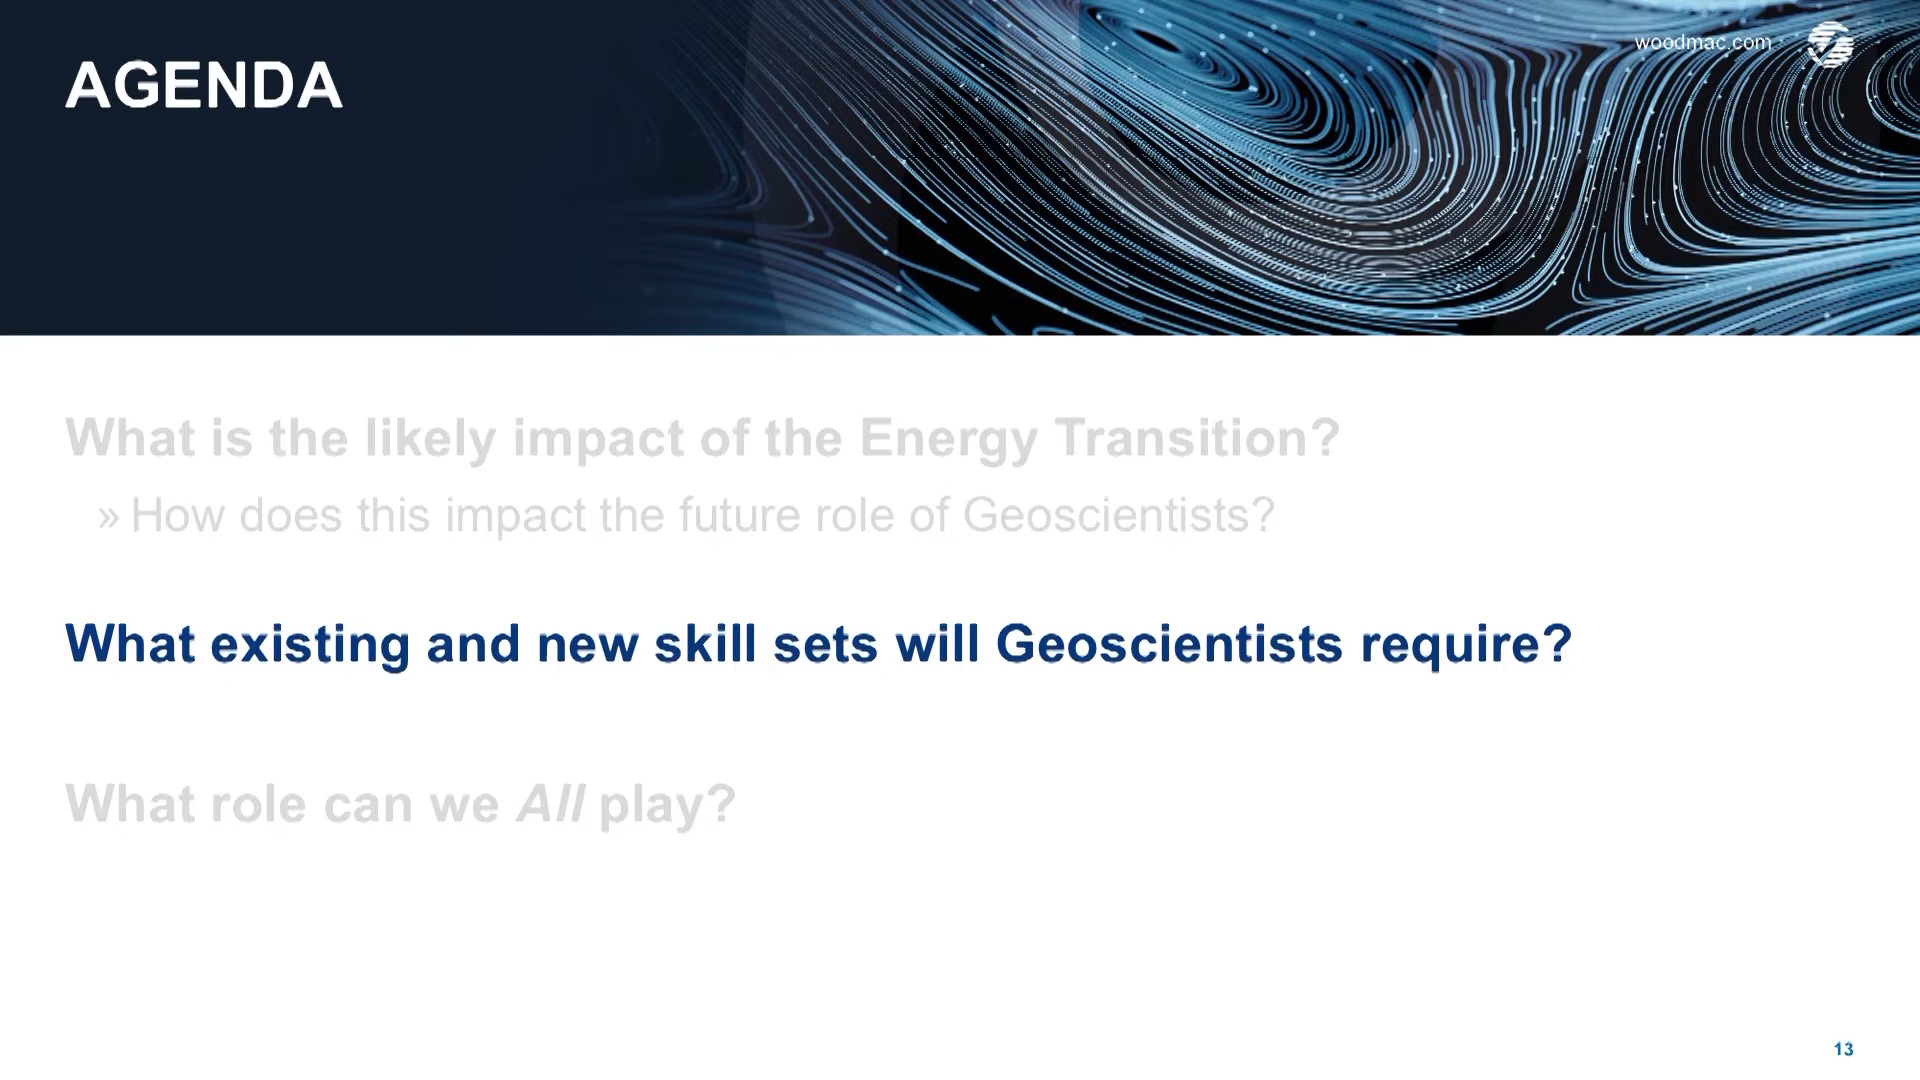 woodmac.com
AGENDA
What is the likely impact of the Energy Transition?
» How does this impact the future role of Geoscientists?
What existing and new skill sets will Geoscientists require?
What role can we All play?
13